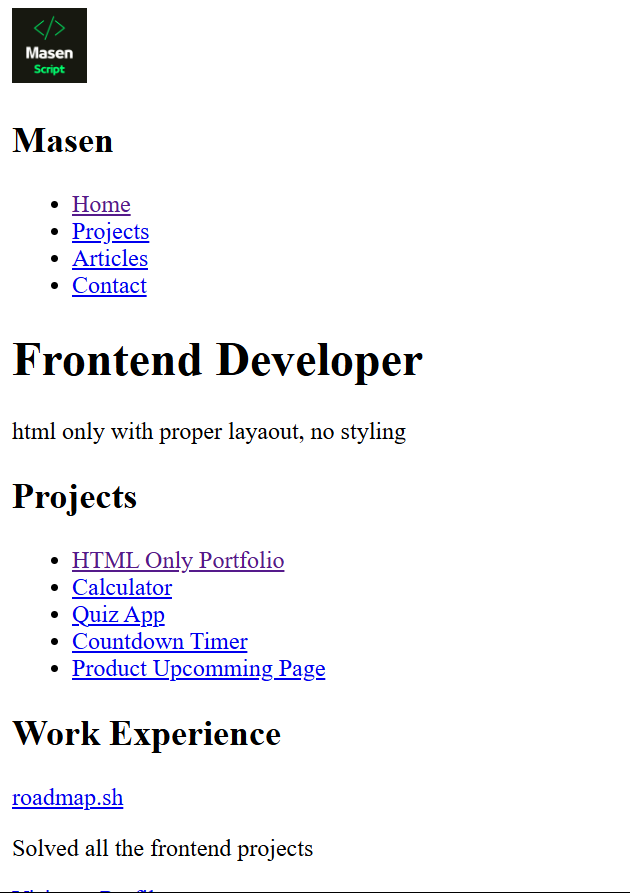 </>
Masen
Script
Masen
Home
Projects
Articles
Contact
Frontend Developer
html only with proper layaout, no styling
Projects
HTML Only Portfolio
Calculator
Quiz App
Countdown Timer
Product Upcomming Page
Work Experience
roadmap.sh
Solved all the frontend projects